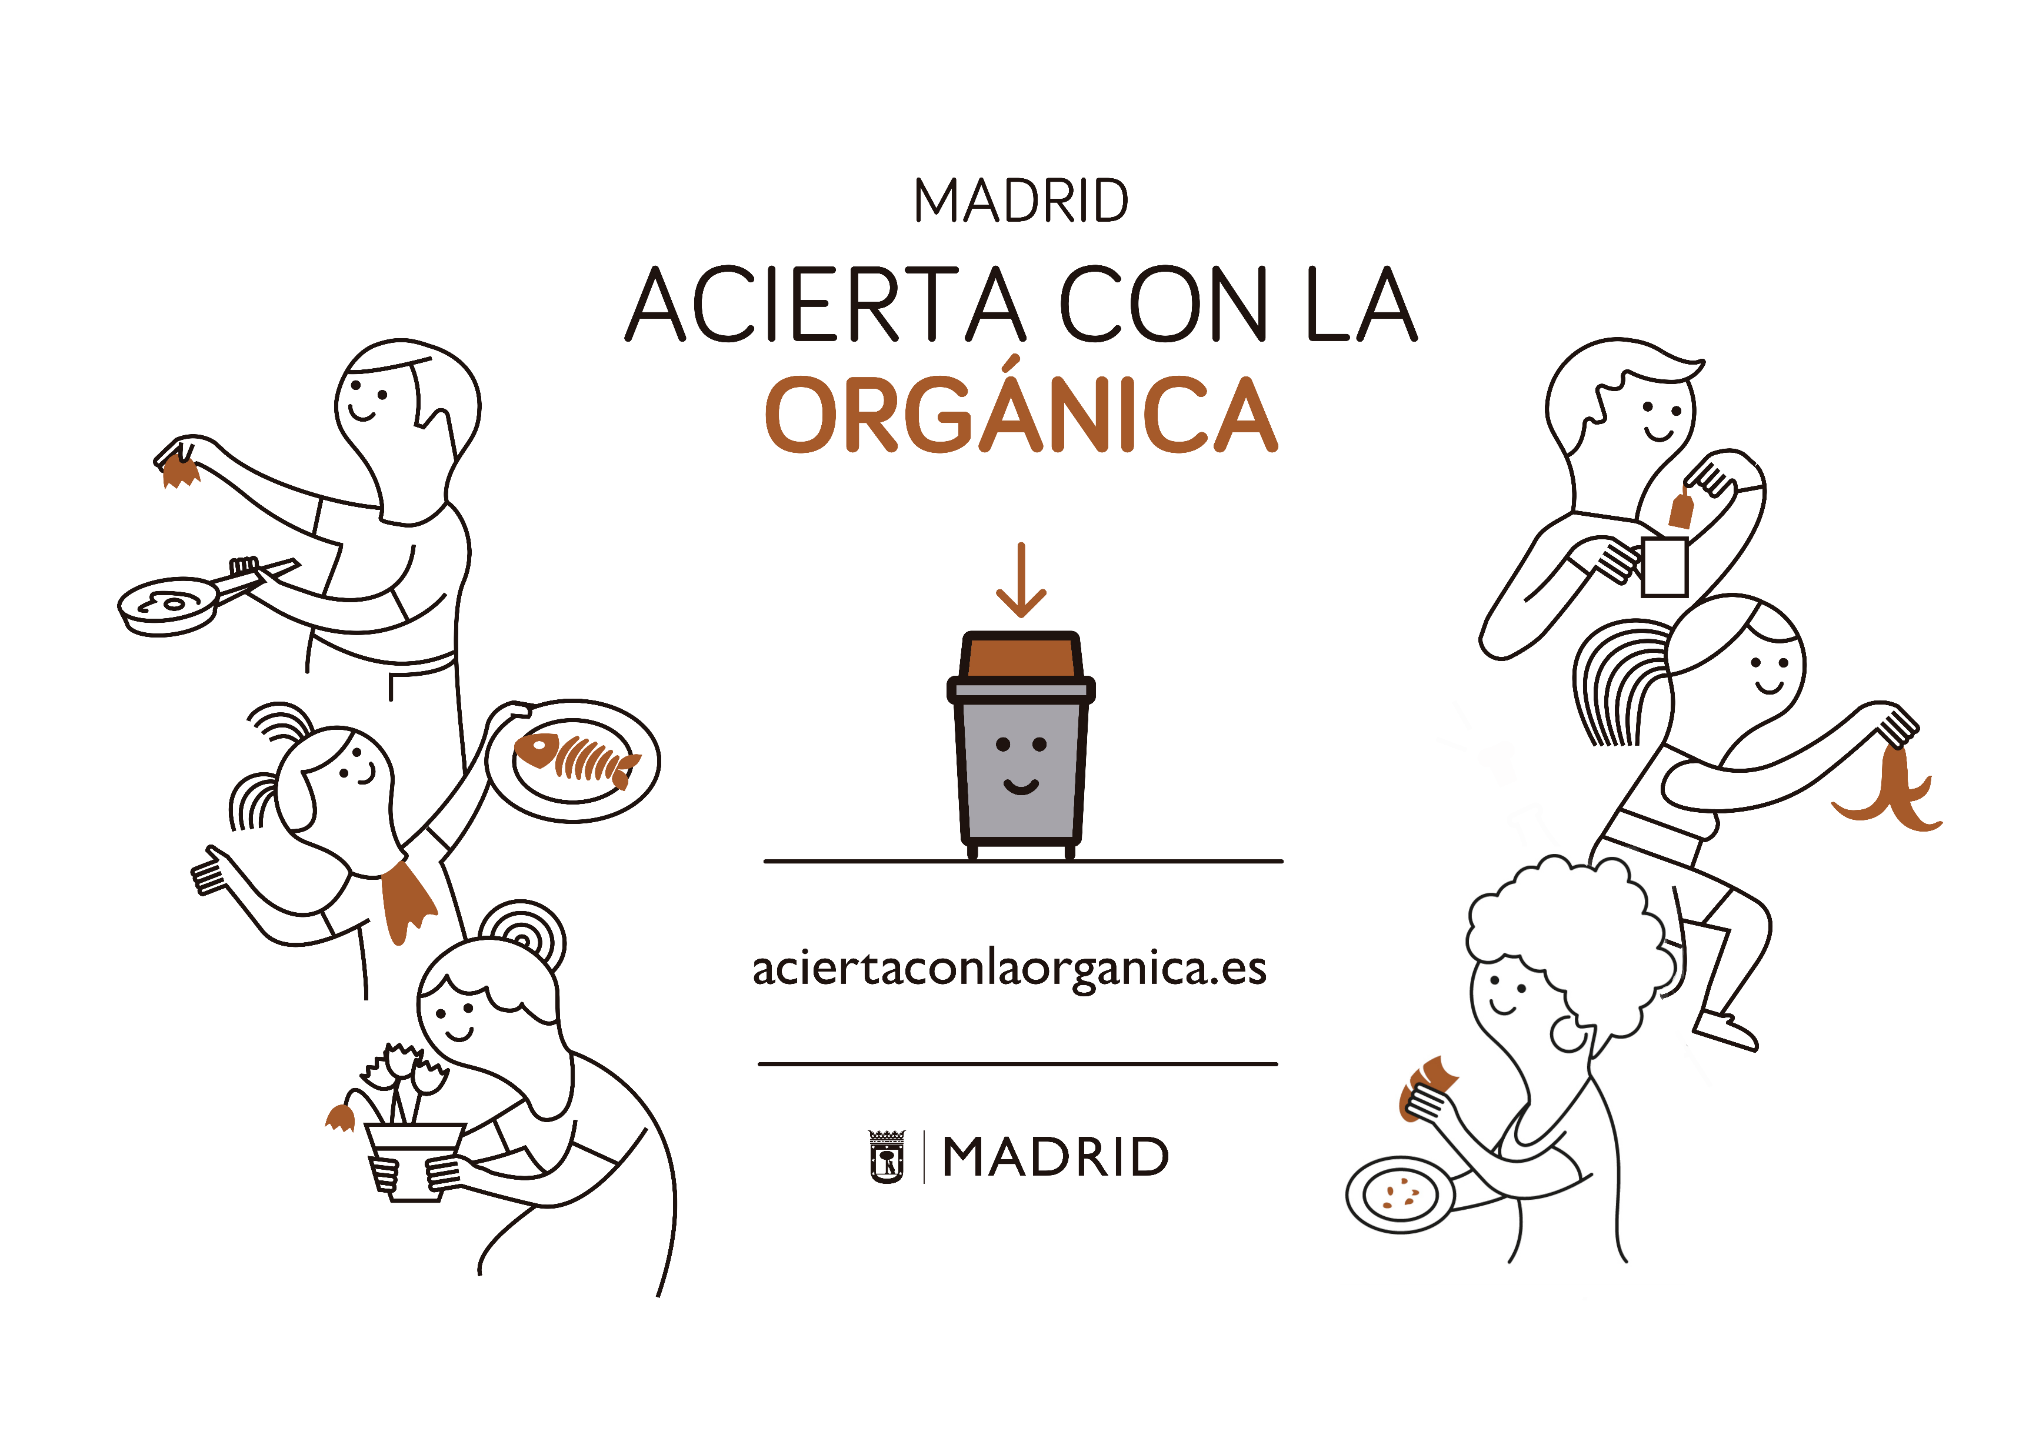 MADRID
ACIERTA CON LA
ORGÁNICA
aciertaconlaorganica.es
MADRID